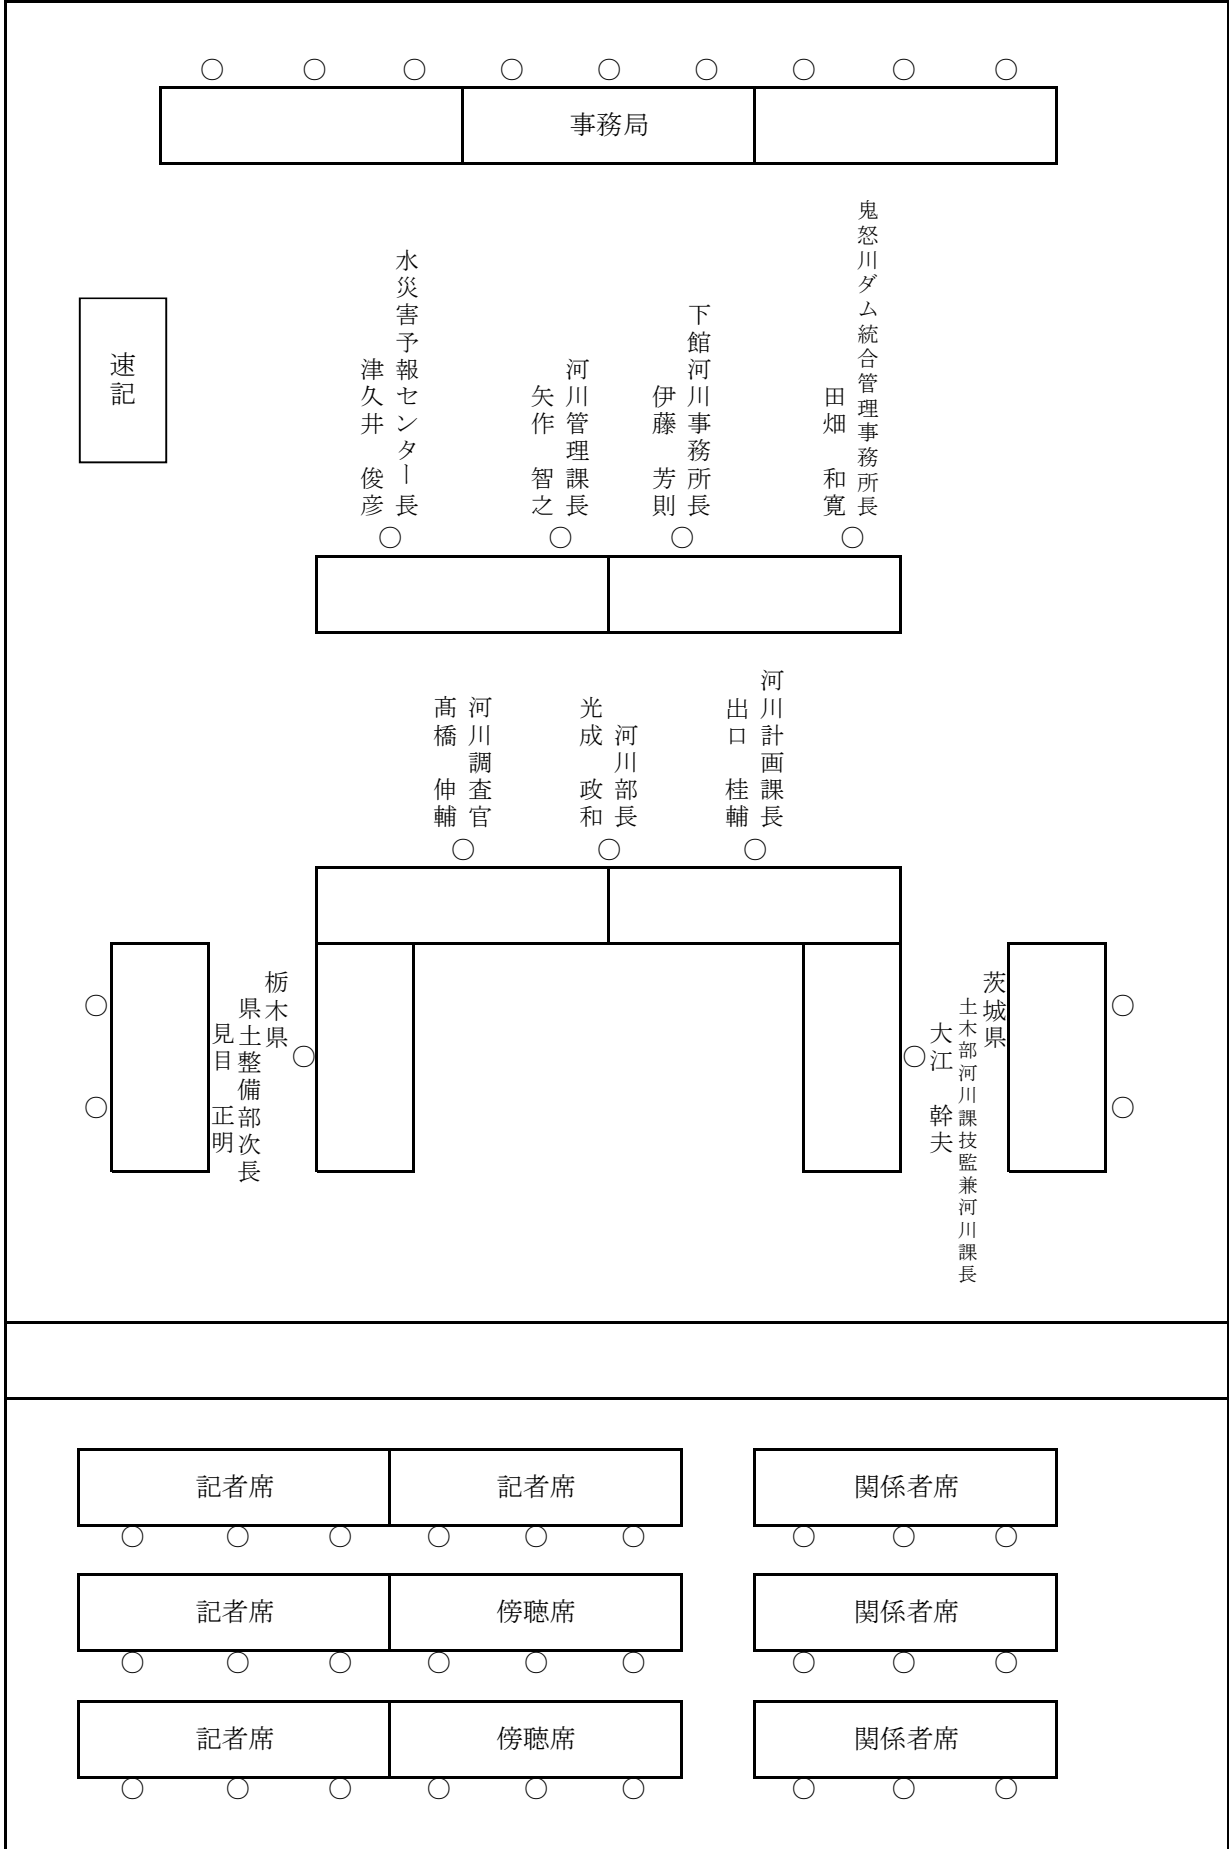 事務局
速記
鬼怒川ダム統合管理事務所長
田畑　和寛
下館河川事務所長
伊藤　芳則
河川管理課長
矢作　智之
水災害予報センター長
津久井　俊彦
河川計画課長
出口　桂輔
河川部長
光成　政和
河川調査官
髙橋　伸輔
茨城県
土木部河川課技監兼河川課長
大江　幹夫
栃木県
県土整備部次長
見目　正明
記者席
記者席
関係者席
記者席
傍聴席
関係者席
記者席
傍聴席
関係者席